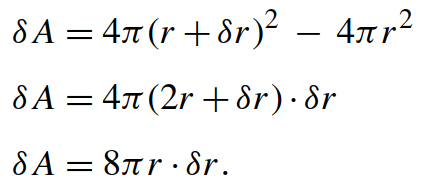 δA = 4π(r + δr)² − 4πr²
δA = 4π(2r + δr) · δr
δA = 8πr · δr.